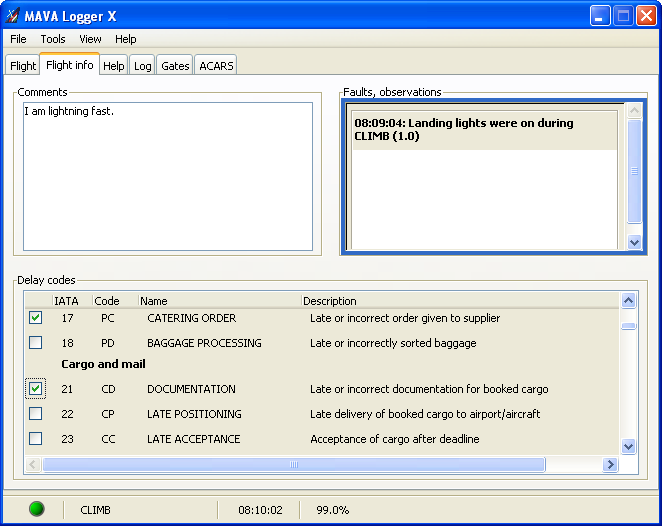 MAVA Logger X
File Tools View Help
Flight Flight info Help Log Gates ACARS
Comments
I am lightning fast.
Faults, observations
08:09:04: Landing lights were on during
CLIMB (1.0)
Delay codes
IATA Code Name Description
17 PC CATERING ORDER Late or incorrect order given to supplier
18 PD BAGGAGE PROCESSING Late or incorrectly sorted baggage
Cargo and mail
21 CD DOCUMENTATION Late or incorrect documentation for booked cargo
22 CP LATE POSITIONING Late delivery of booked cargo to airport/aircraft
23 CC LATE ACCEPTANCE Acceptance of cargo after deadline
CLIMB 08:10:02 99.0%